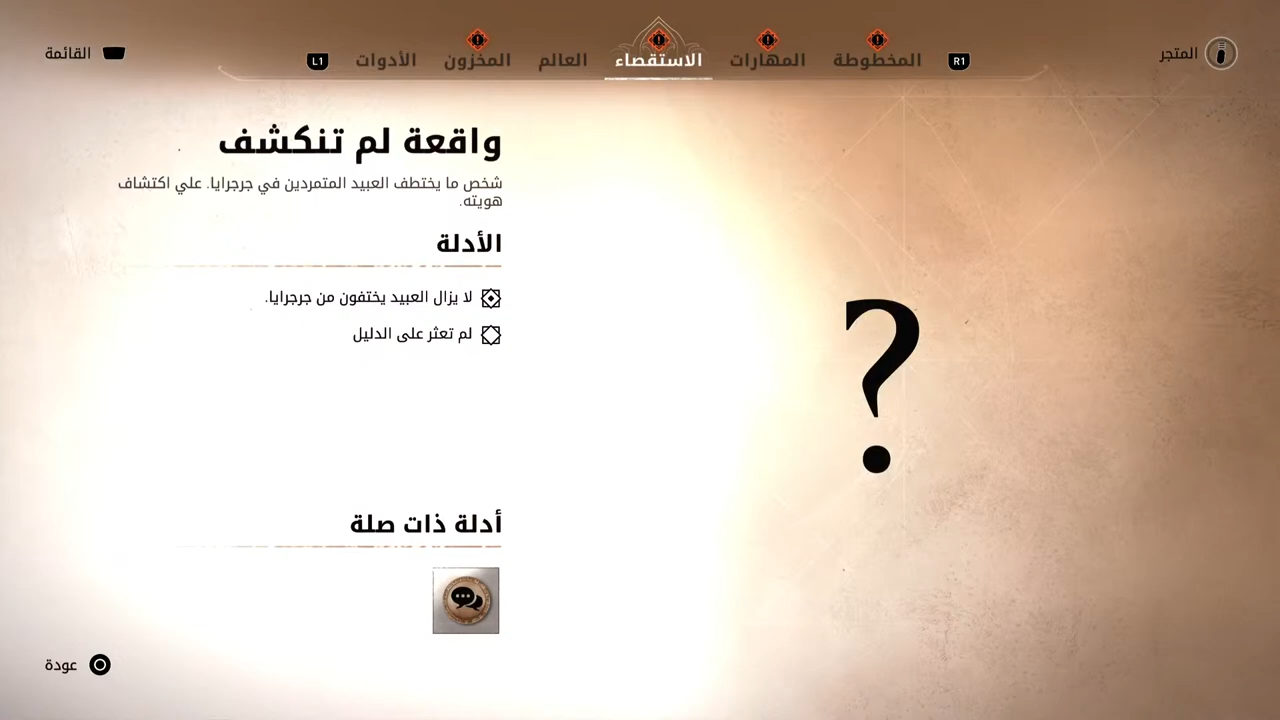 المتجر
R1
المخطوطة
المهارات
الاستقصاء
العالم
المخزون
الأدوات
L1
القائمة
واقعة لم تنكشف
شخص ما يختطف العبيد المتمردين في جرجرايا. علي اكتشاف
هويته.
الأدلة
لا يزال العبيد يختفون من جرجرايا.
لم تعثر على الدليل
?
أدلة ذات صلة
عودة